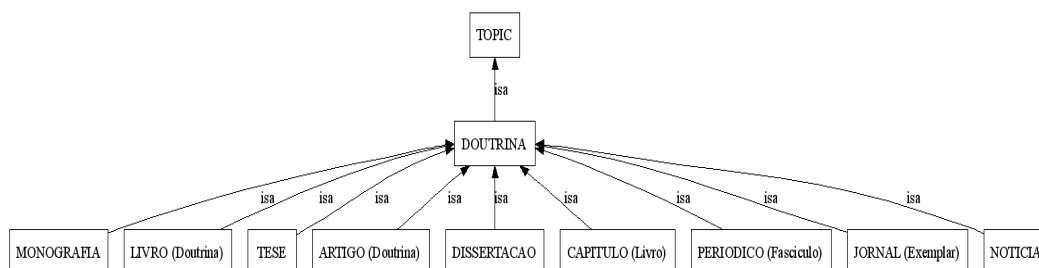 TOPIC
isa
DOUTRINA
isa isa isa isa isa isa isa isa isa
MONOGRAFIA LIVRO (Doutrina) TESE ARTIGO (Doutrina) DISSERTACAO CAPITULO (Livro) PERIODICO (Fasciculo) JORNAL (Exemplar) NOTICIA